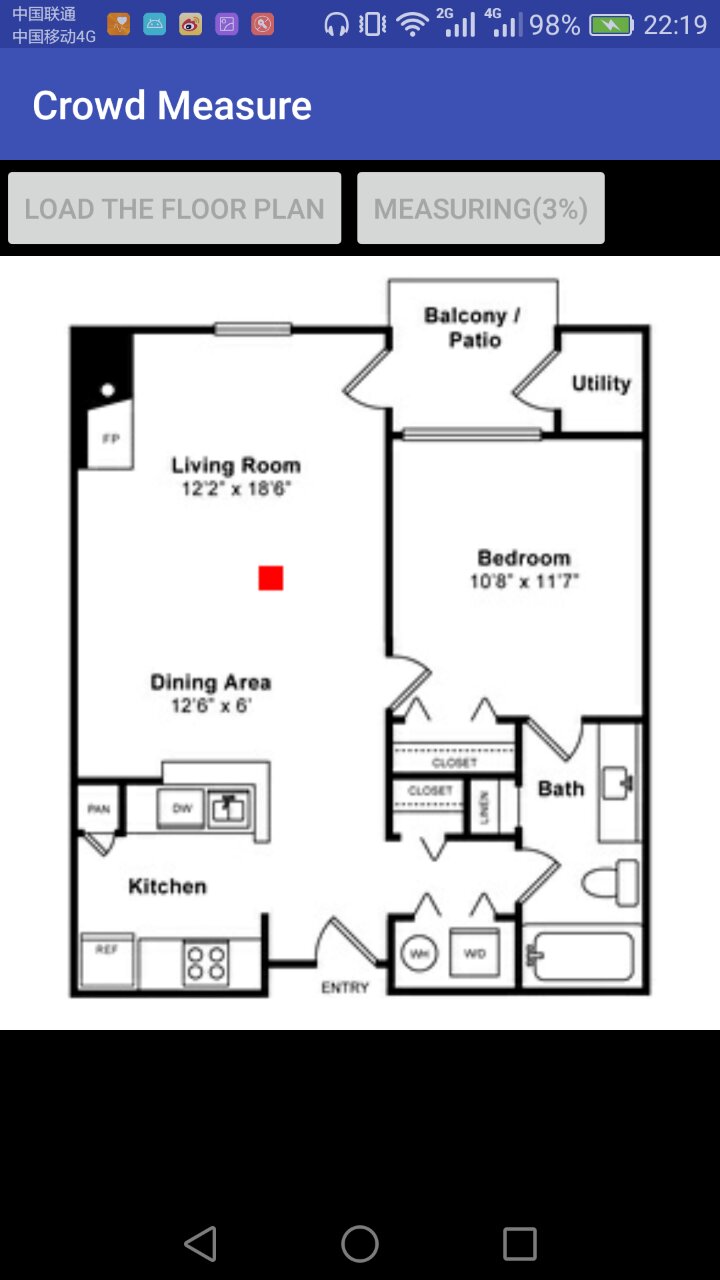 中国联通
中国移动4G
2G
4G
98%
22:19
Crowd Measure
LOAD THE FLOOR PLAN
MEASURING(3%)
Balcony /
Patio
Utility
FP
Living Room
12'2" x 18'6"
Bedroom
10'8" x 11'7"
Dining Area
12'6" x 6'
CLOSET
CLOSET
LINEN
Bath
PAN
DW
Kitchen
REF
WH
W/D
ENTRY